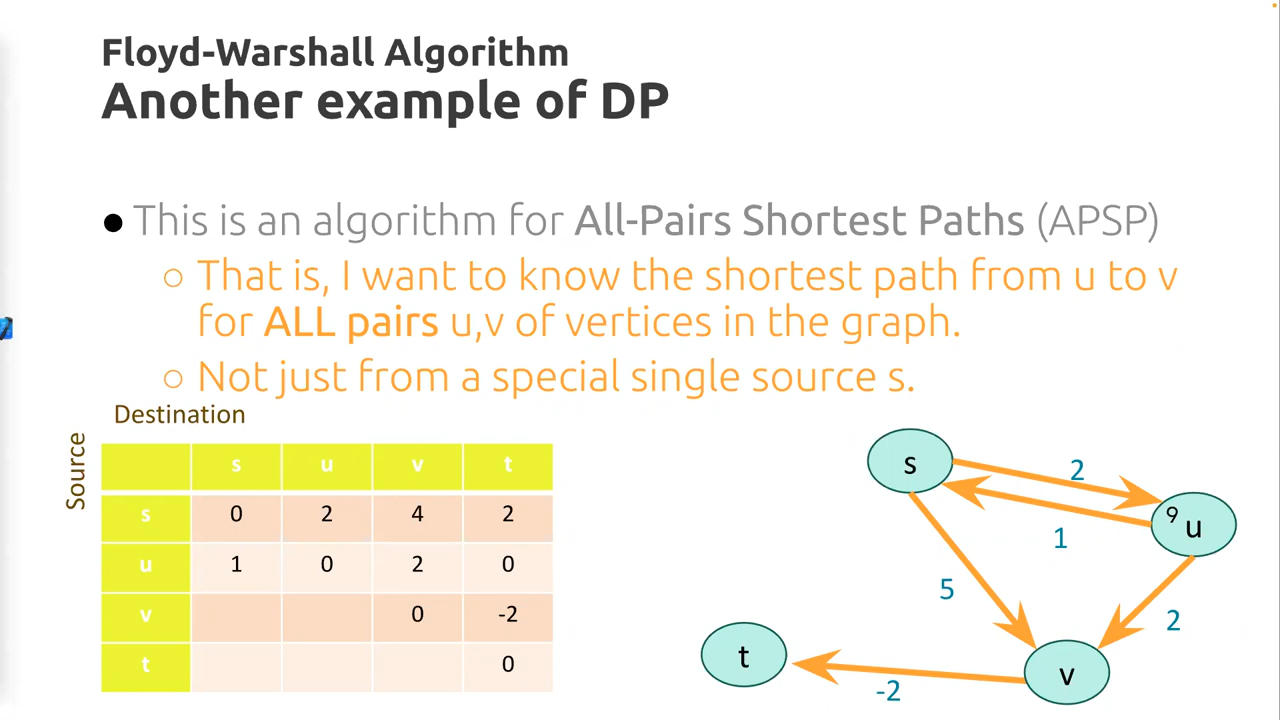 Floyd-Warshall Algorithm
Another example of DP
● This is an algorithm for All-Pairs Shortest Paths (APSP)
○ That is, I want to know the shortest path from u to v
for ALL pairs u,v of vertices in the graph.
○ Not just from a special single source s.
Destination
Source
s u v t
s 0 2 4 2
u 1 0 2 0
v 0 -2
t 0
s
2
9 u
1
5
2
t
v
-2